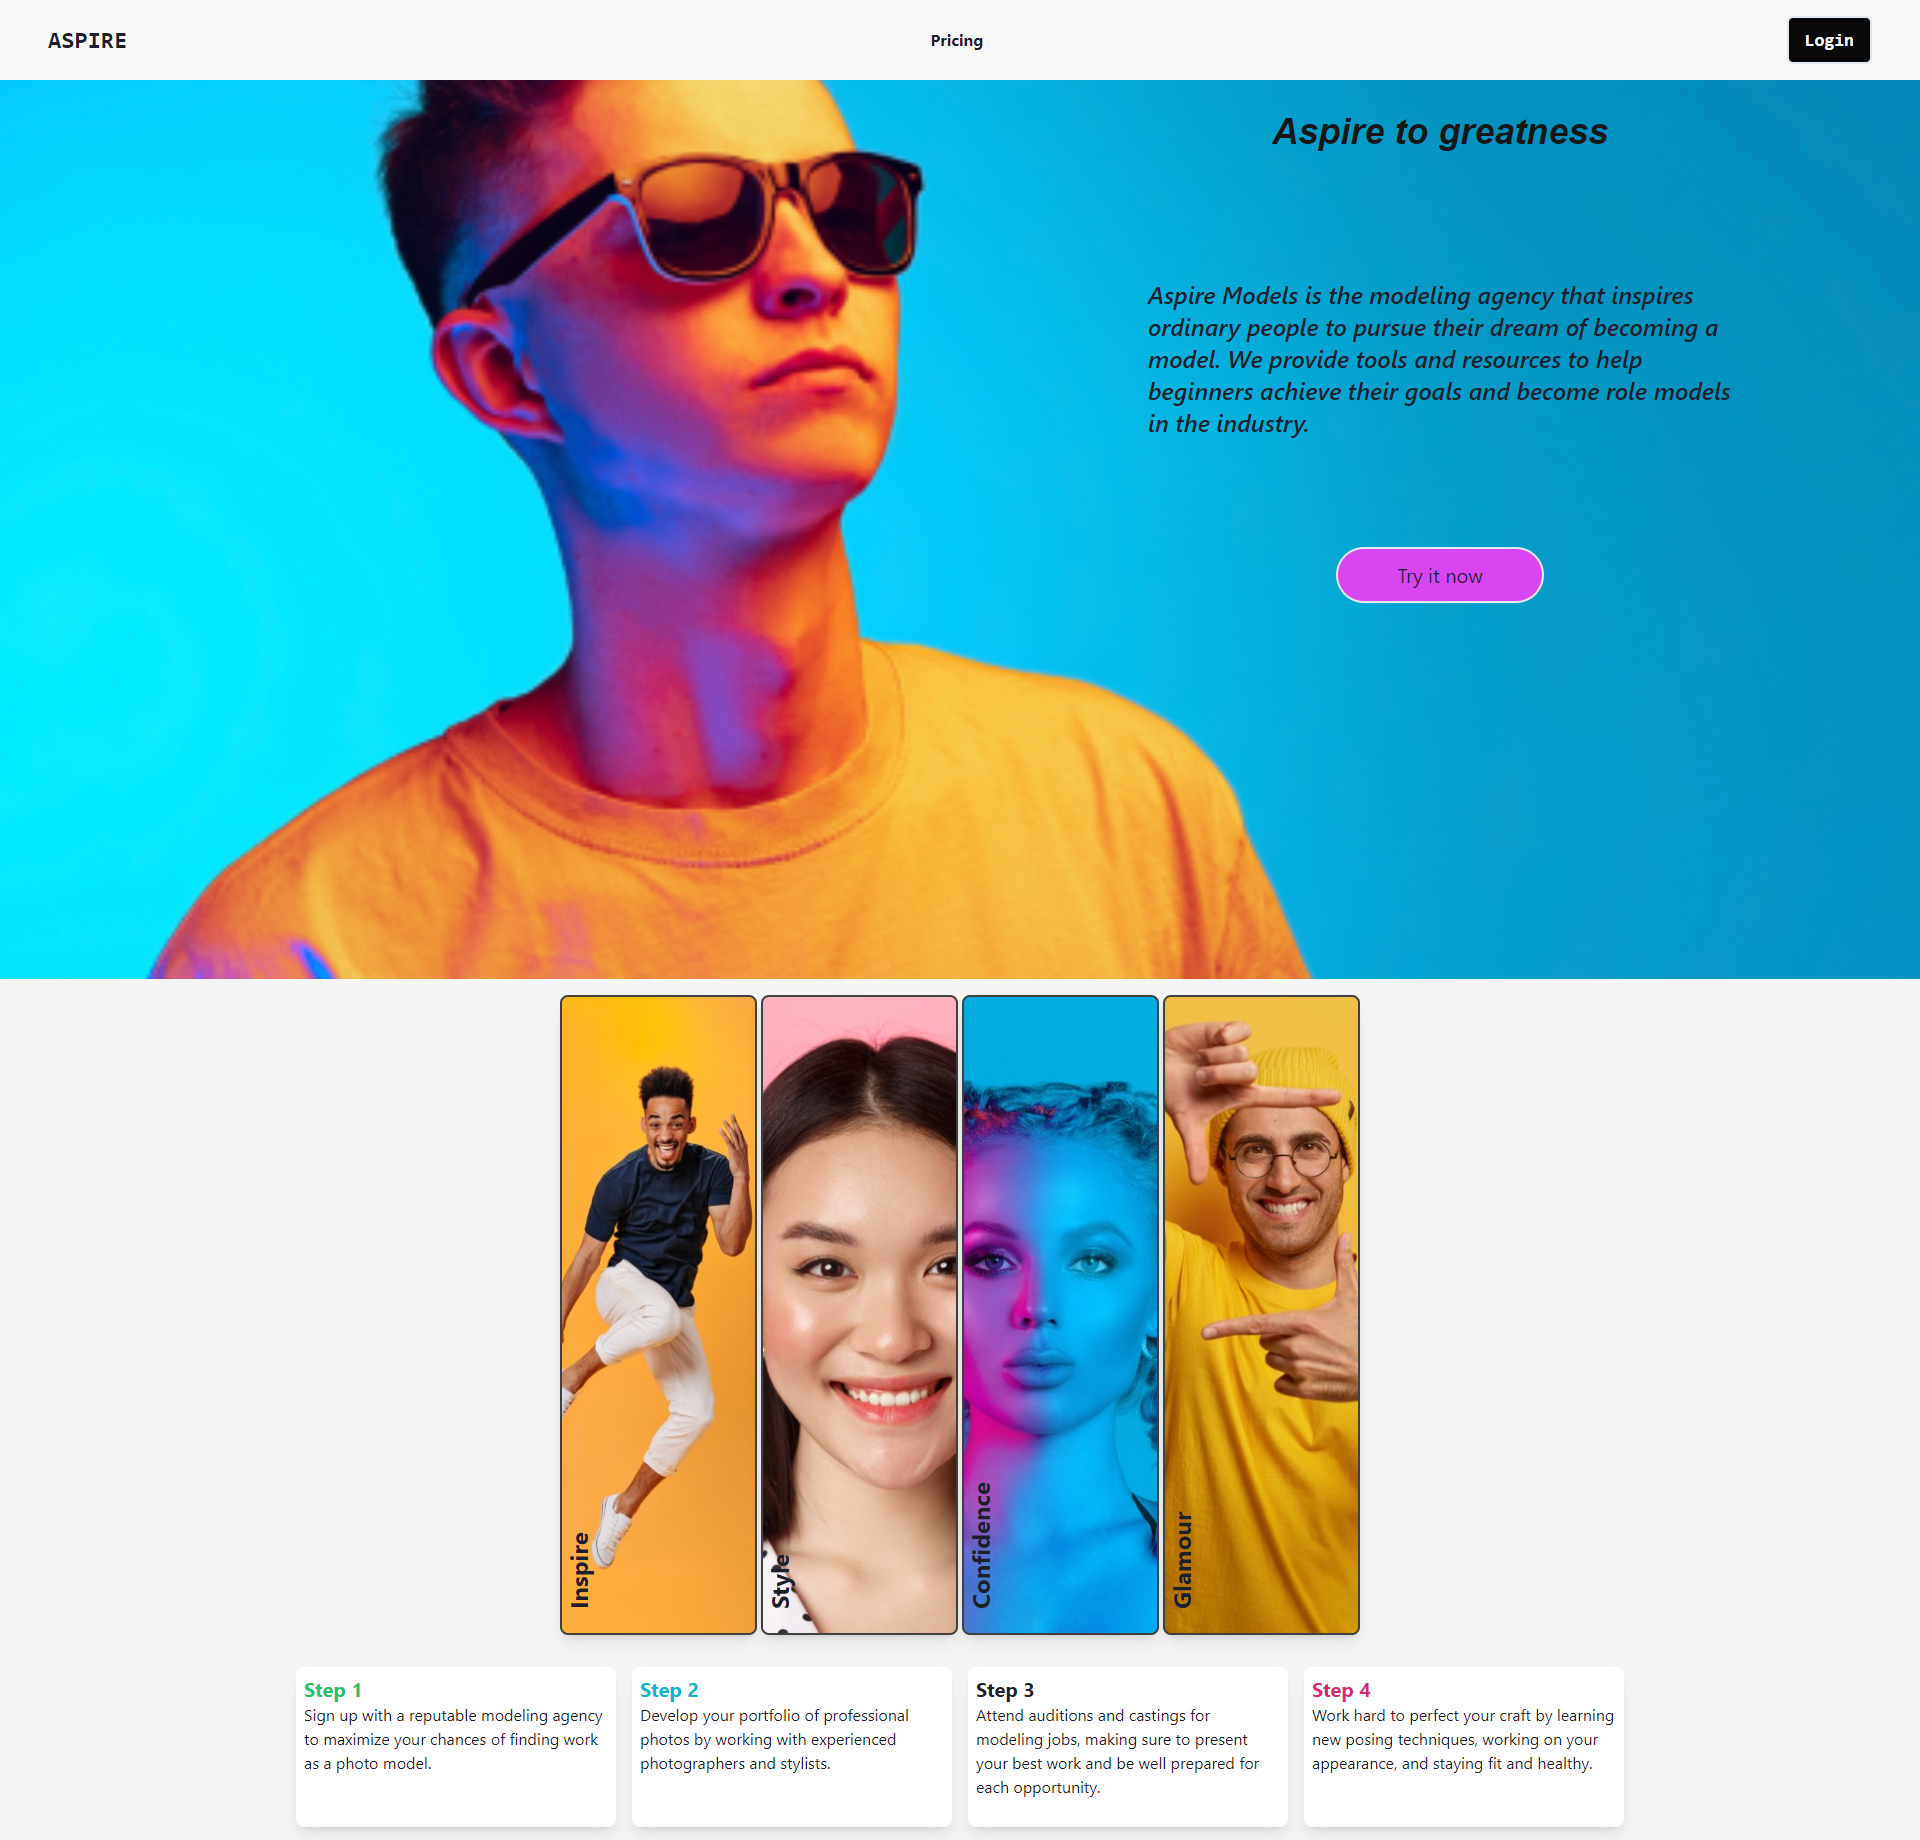 ASPIRE
Pricing
Login
Aspire to greatness
Aspire Models is the modeling agency that inspires
ordinary people to pursue their dream of becoming a
model. We provide tools and resources to help
beginners achieve their goals and become role models
in the industry.
Try it now
Inspire
Style
Confidence
Glamour
Step 1
Sign up with a reputable modeling agency
to maximize your chances of finding work
as a photo model.
Step 2
Develop your portfolio of professional
photos by working with experienced
photographers and stylists.
Step 3
Attend auditions and castings for
modeling jobs, making sure to present
your best work and be well prepared for
each opportunity.
Step 4
Work hard to perfect your craft by learning
new posing techniques, working on your
appearance, and staying fit and healthy.